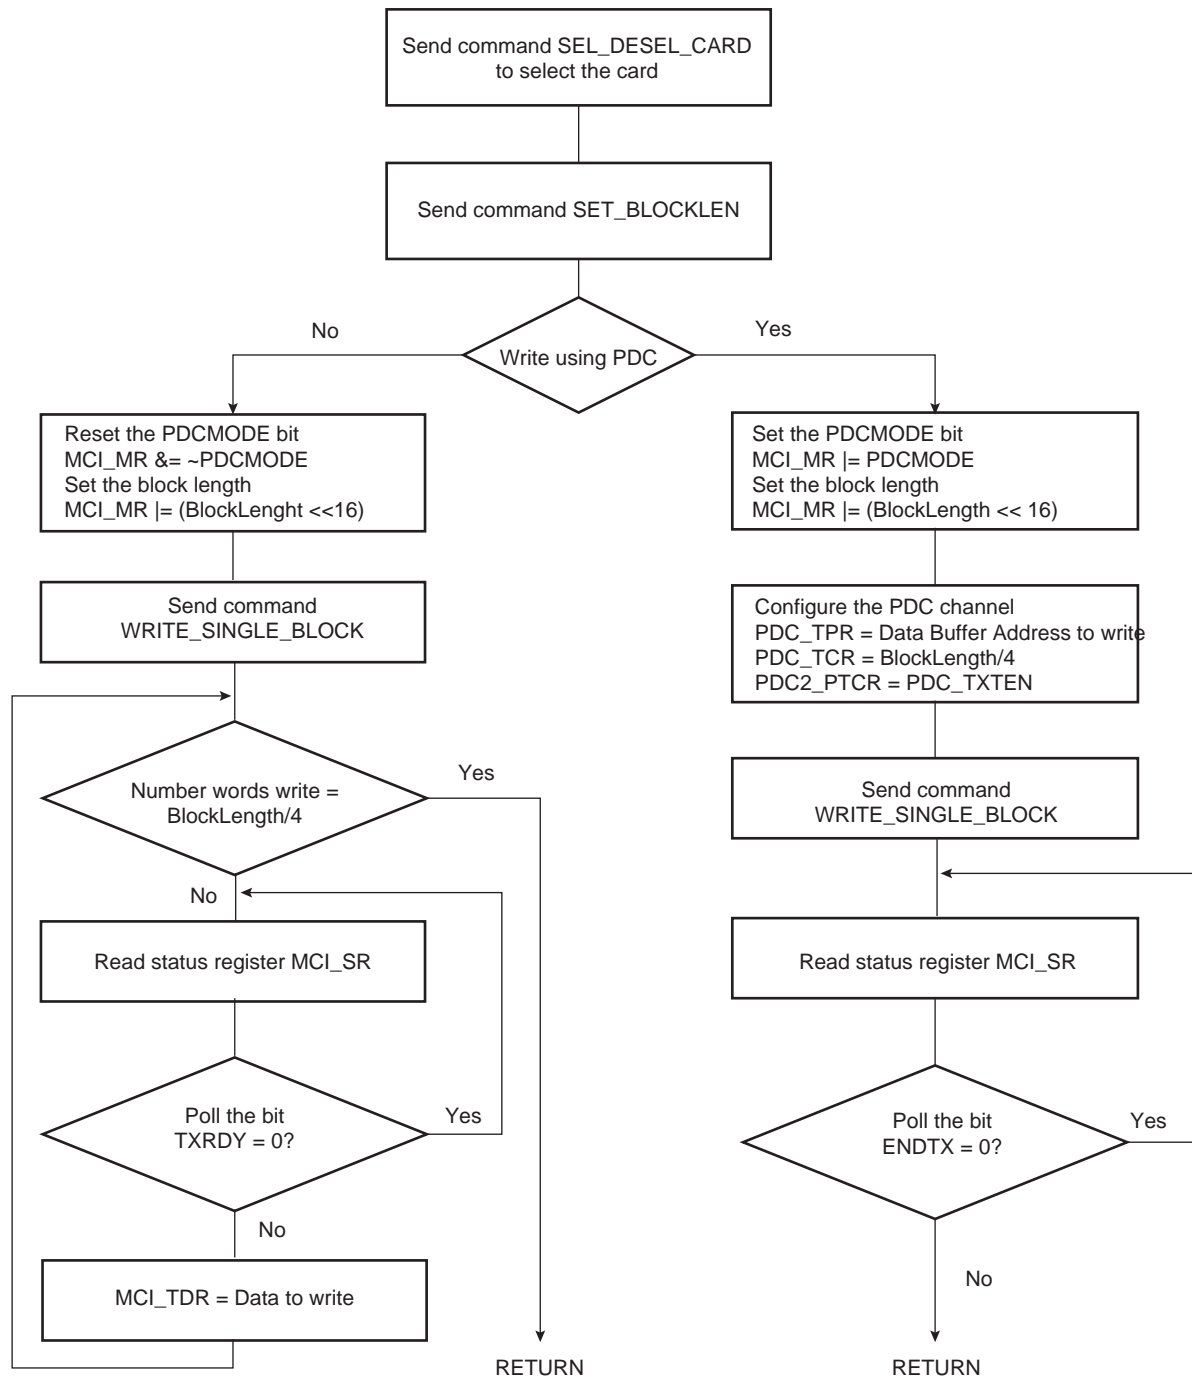 Send command SEL_DESEL_CARD
to select the card
Send command SET_BLOCKLEN
No
Yes
Write using PDC
Reset the PDCMODE bit
MCI_MR &= ~PDCMODE
Set the block length
MCI_MR |= (BlockLenght <<16)
Send command
WRITE_SINGLE_BLOCK
Number words write =
BlockLength/4
Yes
No
Read status register MCI_SR
Poll the bit
TXRDY = 0?
Yes
No
MCI_TDR = Data to write
RETURN
Set the PDCMODE bit
MCI_MR |= PDCMODE
Set the block length
MCI_MR |= (BlockLength << 16)
Configure the PDC channel
PDC_TPR = Data Buffer Address to write
PDC_TCR = BlockLength/4
PDC2_PTCR = PDC_TXTEN
Send command
WRITE_SINGLE_BLOCK
Read status register MCI_SR
Poll the bit
ENDTX = 0?
Yes
No
RETURN